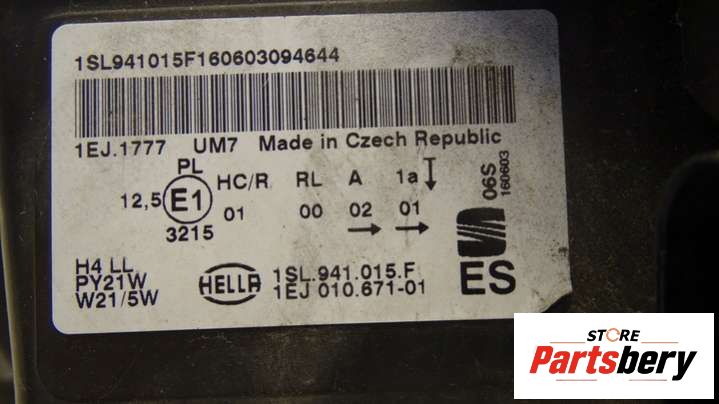 1SL941015F160603094644
1EJ.1777 UM7 Made in Czech Republic
PL
HC/R RL A 1a
12,5 E1 01 00 02 01
3215
06S
160603
H4 LL
PY21W
W21/5W
HELLA
1SL.941.015.F
1EJ 010.671-01
ES
STORE
Partsbery